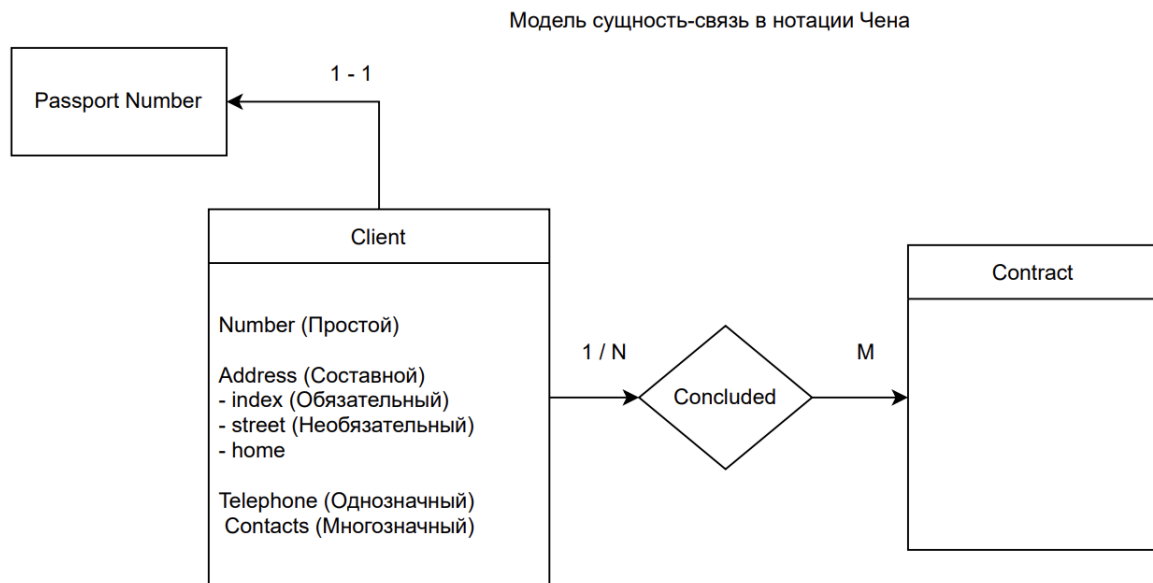 Модель сущность-связь в нотации Чена
1 - 1
Passport Number
Client
Number (Простой)
Address (Составной)
- index (Обязательный)
- street (Необязательный)
- home
Telephone (Однозначный)
Contacts (Многозначный)
1 / N
Concluded
M
Contract